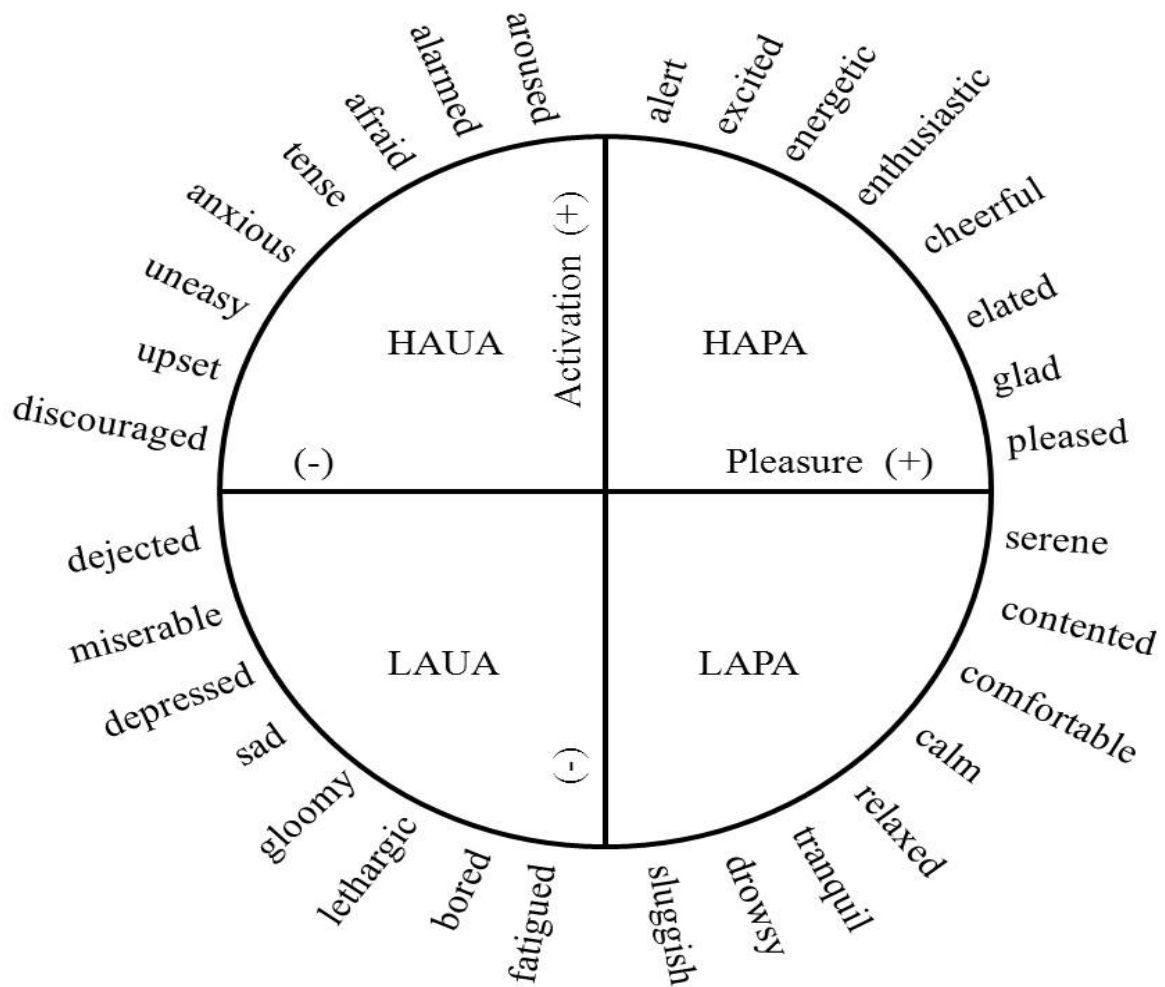 aroused
alarmed
afraid
tense
anxious
uneasy
upset
discouraged
alert
excited
energetic
enthusiastic
cheerful
elated
glad
pleased
Activation (+)
HAUA
HAPA
(-)
Pleasure (+)
LAUA
LAPA
(-)
dejected
miserable
depressed
sad
gloomy
lethargic
bored
fatigued
serene
contented
comfortable
calm
relaxed
tranquil
drowsy
sluggish